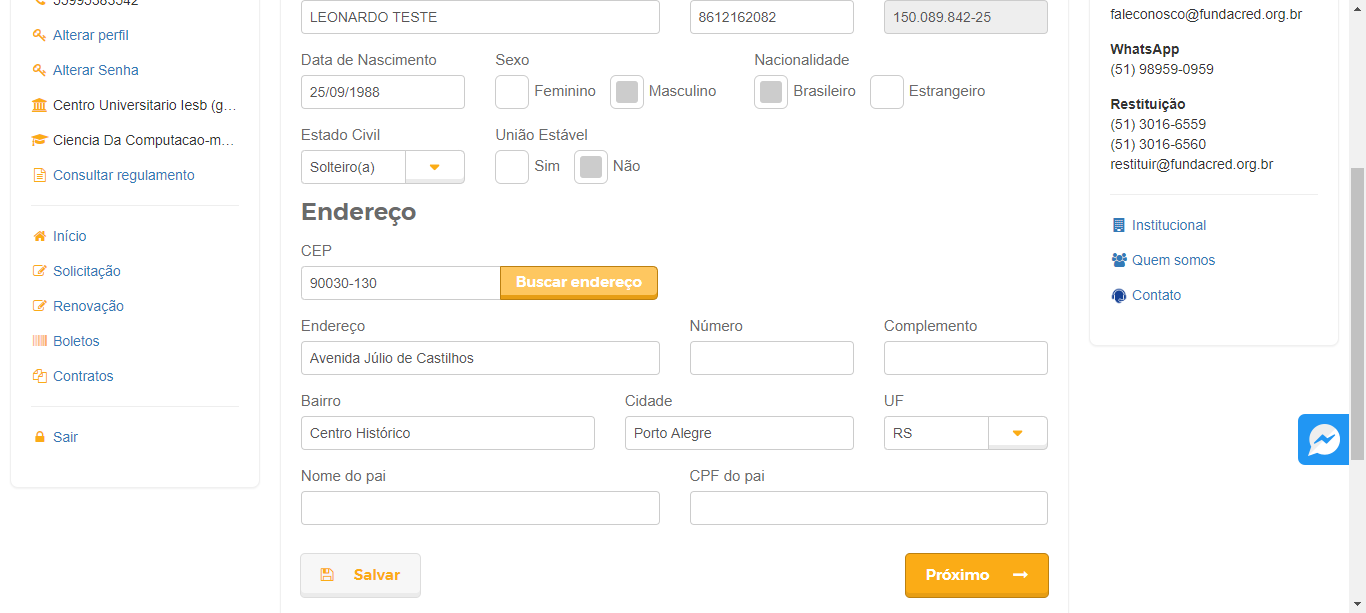 55995383542
Alterar perfil
Alterar Senha
Centro Universitario Iesb (g...
Ciencia Da Computacao-m...
Consultar regulamento
Início
Solicitação
Renovação
Boletos
Contratos
Sair
LEONARDO TESTE
8612162082
150.089.842-25
Data de Nascimento
Sexo
Nacionalidade
25/09/1988
Feminino
Masculino
Brasileiro
Estrangeiro
Estado Civil
União Estável
Solteiro(a)
Sim
Não
Endereço
CEP
90030-130
Buscar endereço
Endereço
Número
Complemento
Avenida Júlio de Castilhos
Bairro
Cidade
UF
Centro Histórico
Porto Alegre
RS
Nome do pai
CPF do pai
Salvar
Próximo
faleconosco@fundacred.org.br
WhatsApp
(51) 98959-0959
Restituição
(51) 3016-6559
(51) 3016-6560
restituir@fundacred.org.br
Institucional
Quem somos
Contato